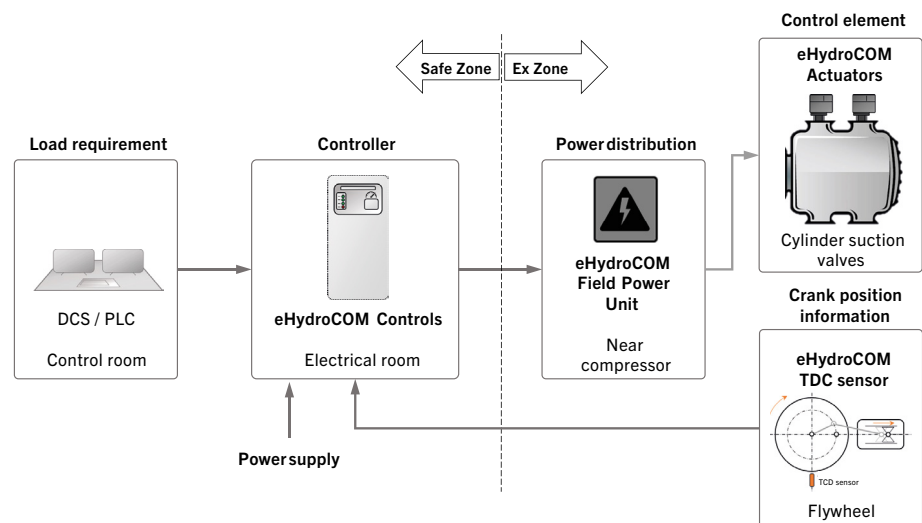 Control element
eHydroCOM
Actuators
Cylinder suction
valves
Safe Zone
Ex Zone
Load requirement
DCS / PLC
Control room
Controller
eHydroCOM Controls
Electrical room
Power supply
Power distribution
eHydroCOM
Field Power
Unit
Near
compressor
Crank position
information
eHydroCOM
TDC sensor
TCD sensor
Flywheel